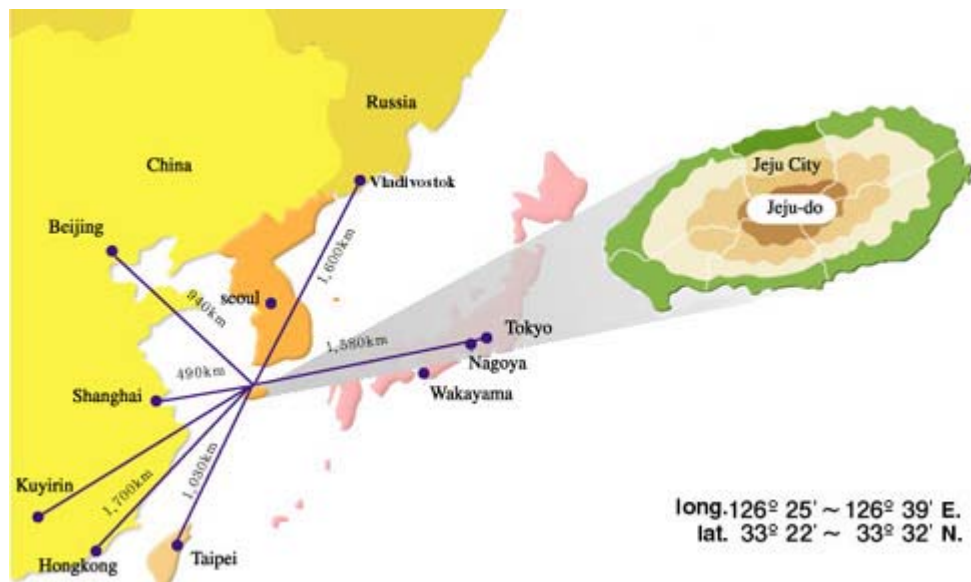 Russia
China
Vladivostok
Jeju City
Jeju-do
Beijing
1,600km
940km
seoul
1,580km
Tokyo
Nagoya
490km
Shanghai
Wakayama
1,030km
1,700km
Kuyirin
Hongkong
Taipei
long. 126º 25' ~ 126º 39' E.
lat. 33º 22' ~ 33º 32' N.